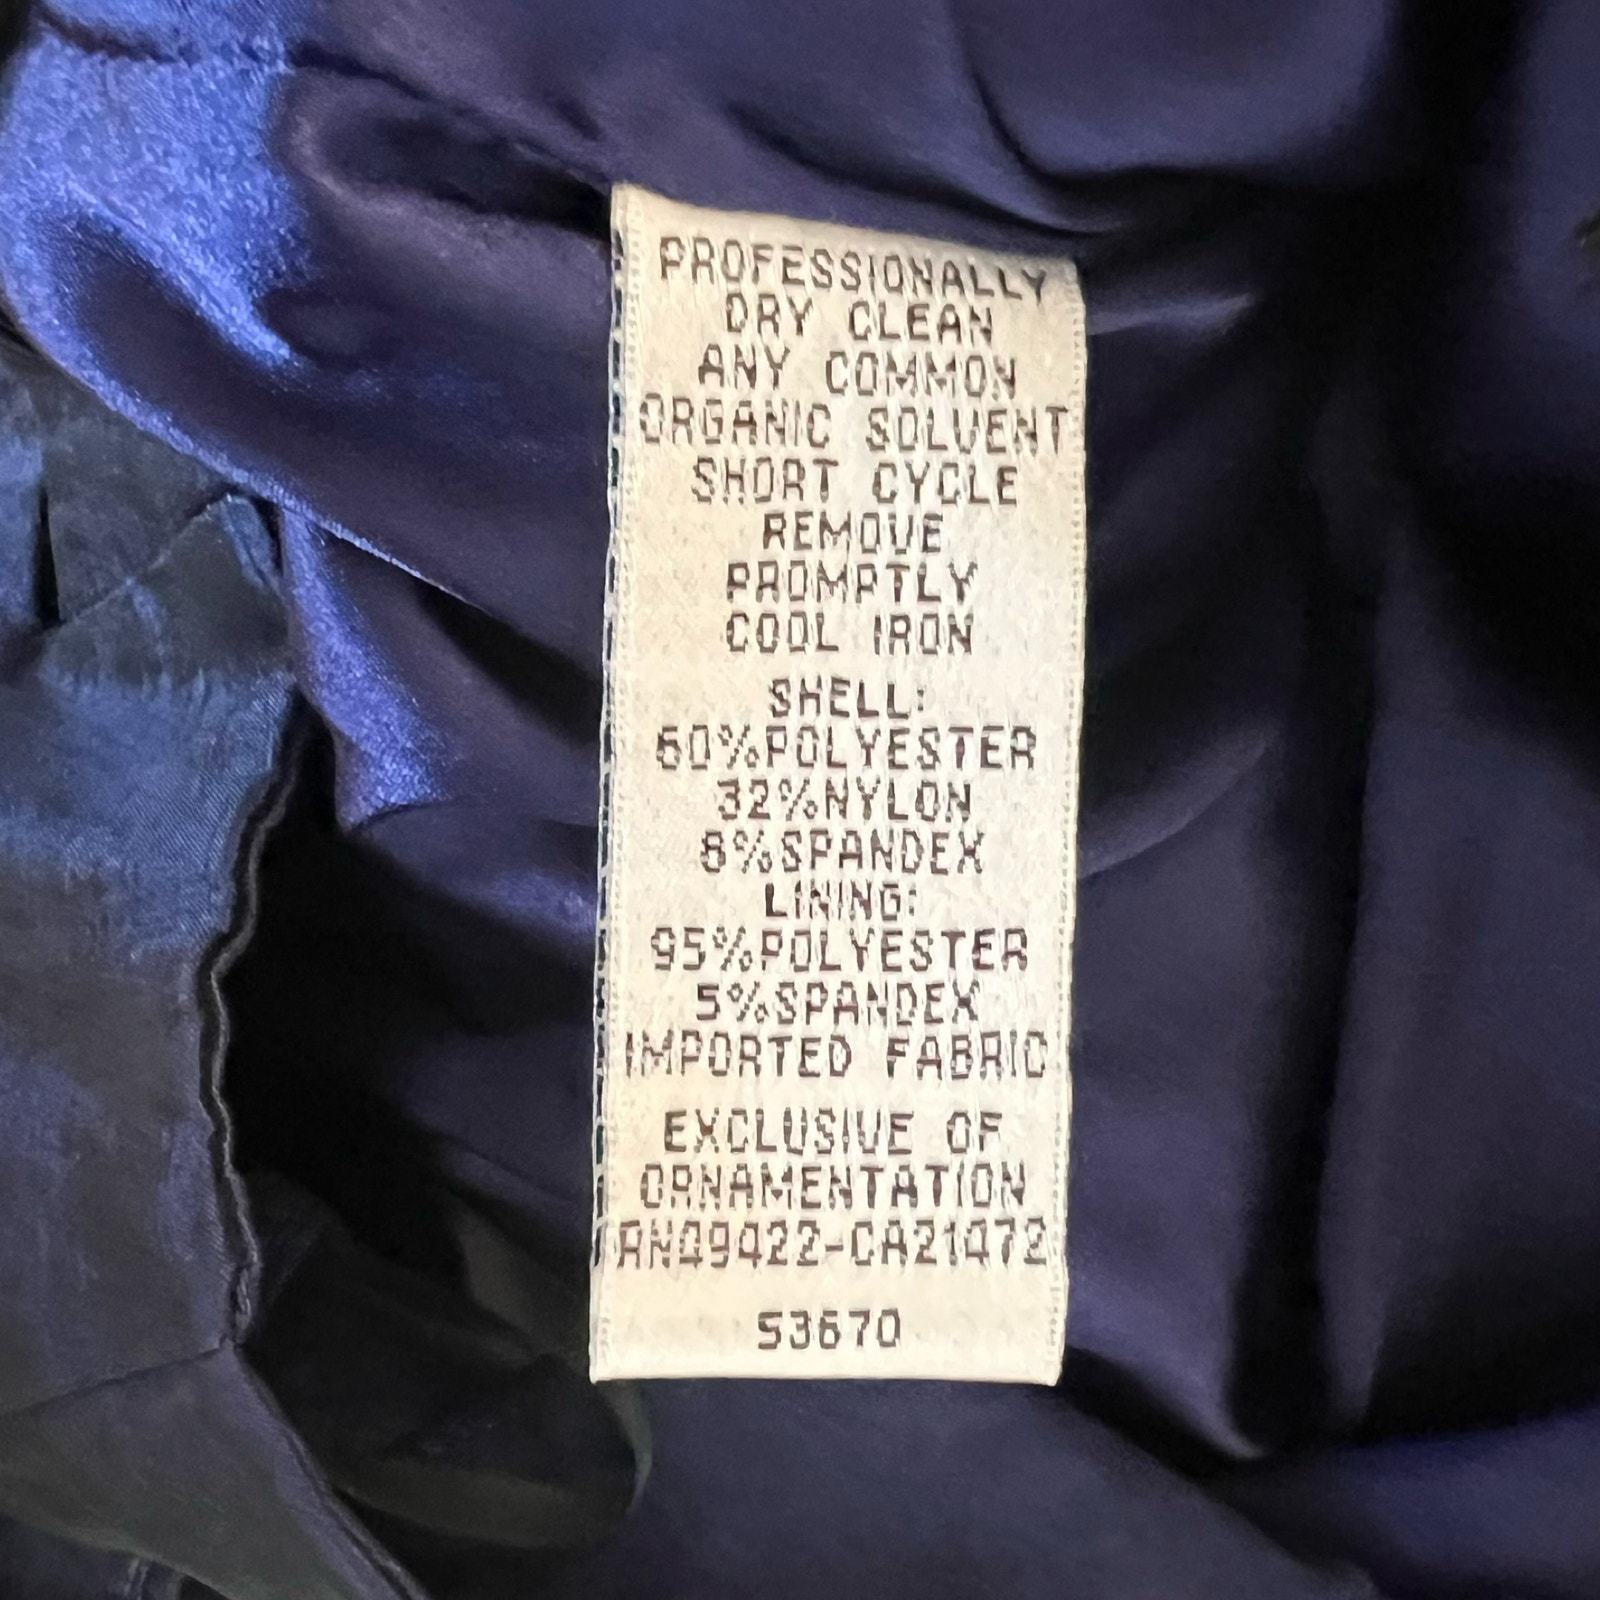 PROFESSIONALLY
DRY CLEAN
ANY COMMON
ORGANIC SOLVENT
SHORT CYCLE
REMOVE
PROMPTLY
COOL IRON
SHELL:
60%POLYESTER
32%NYLON
8%SPANDEX
LINING:
95%POLYESTER
5%SPANDEX
IMPORTED FABRIC
EXCLUSIVE OF
ORNAMENTATION
RN49422-CA21472
53670